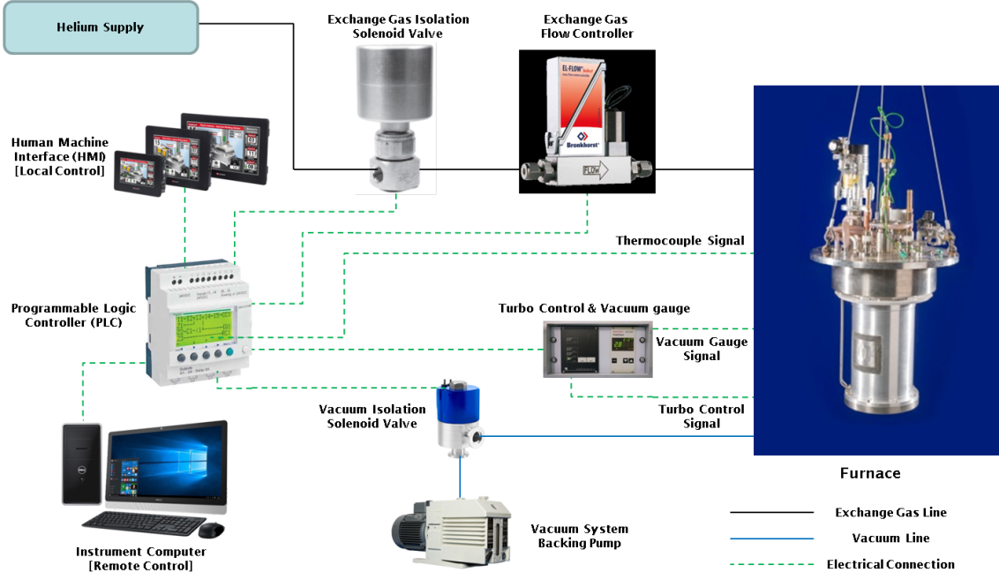 Helium Supply
Exchange Gas Isolation
Solenoid Valve
Exchange Gas
Flow Controller
EL-FLOW® Select
Bronkhorst®
FLOW
Human Machine
Interface (HMI)
[Local Control]
Thermocouple Signal
Programmable Logic
Controller (PLC)
24VDC
Turbo Control & Vacuum gauge
Vacuum Gauge
Signal
Vacuum Isolation
Solenoid Valve
Turbo Control
Signal
Furnace
Exchange Gas Line
Vacuum Line
Electrical Connection
Vacuum System
Backing Pump
DELL
Instrument Computer
[Remote Control]